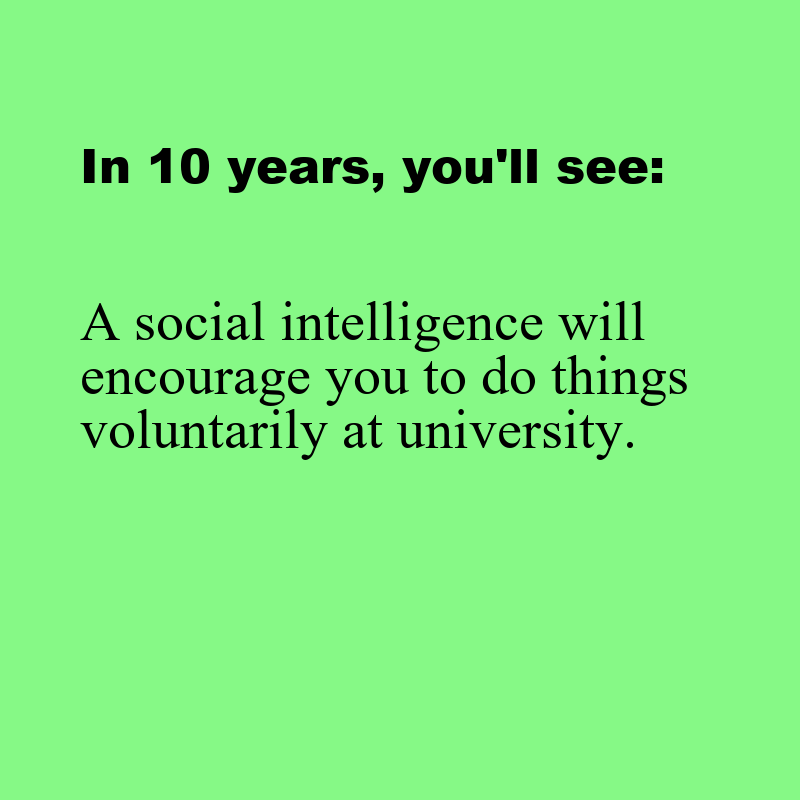 In 10 years, you'll see:
A social intelligence will
encourage you to do things
voluntarily at university.